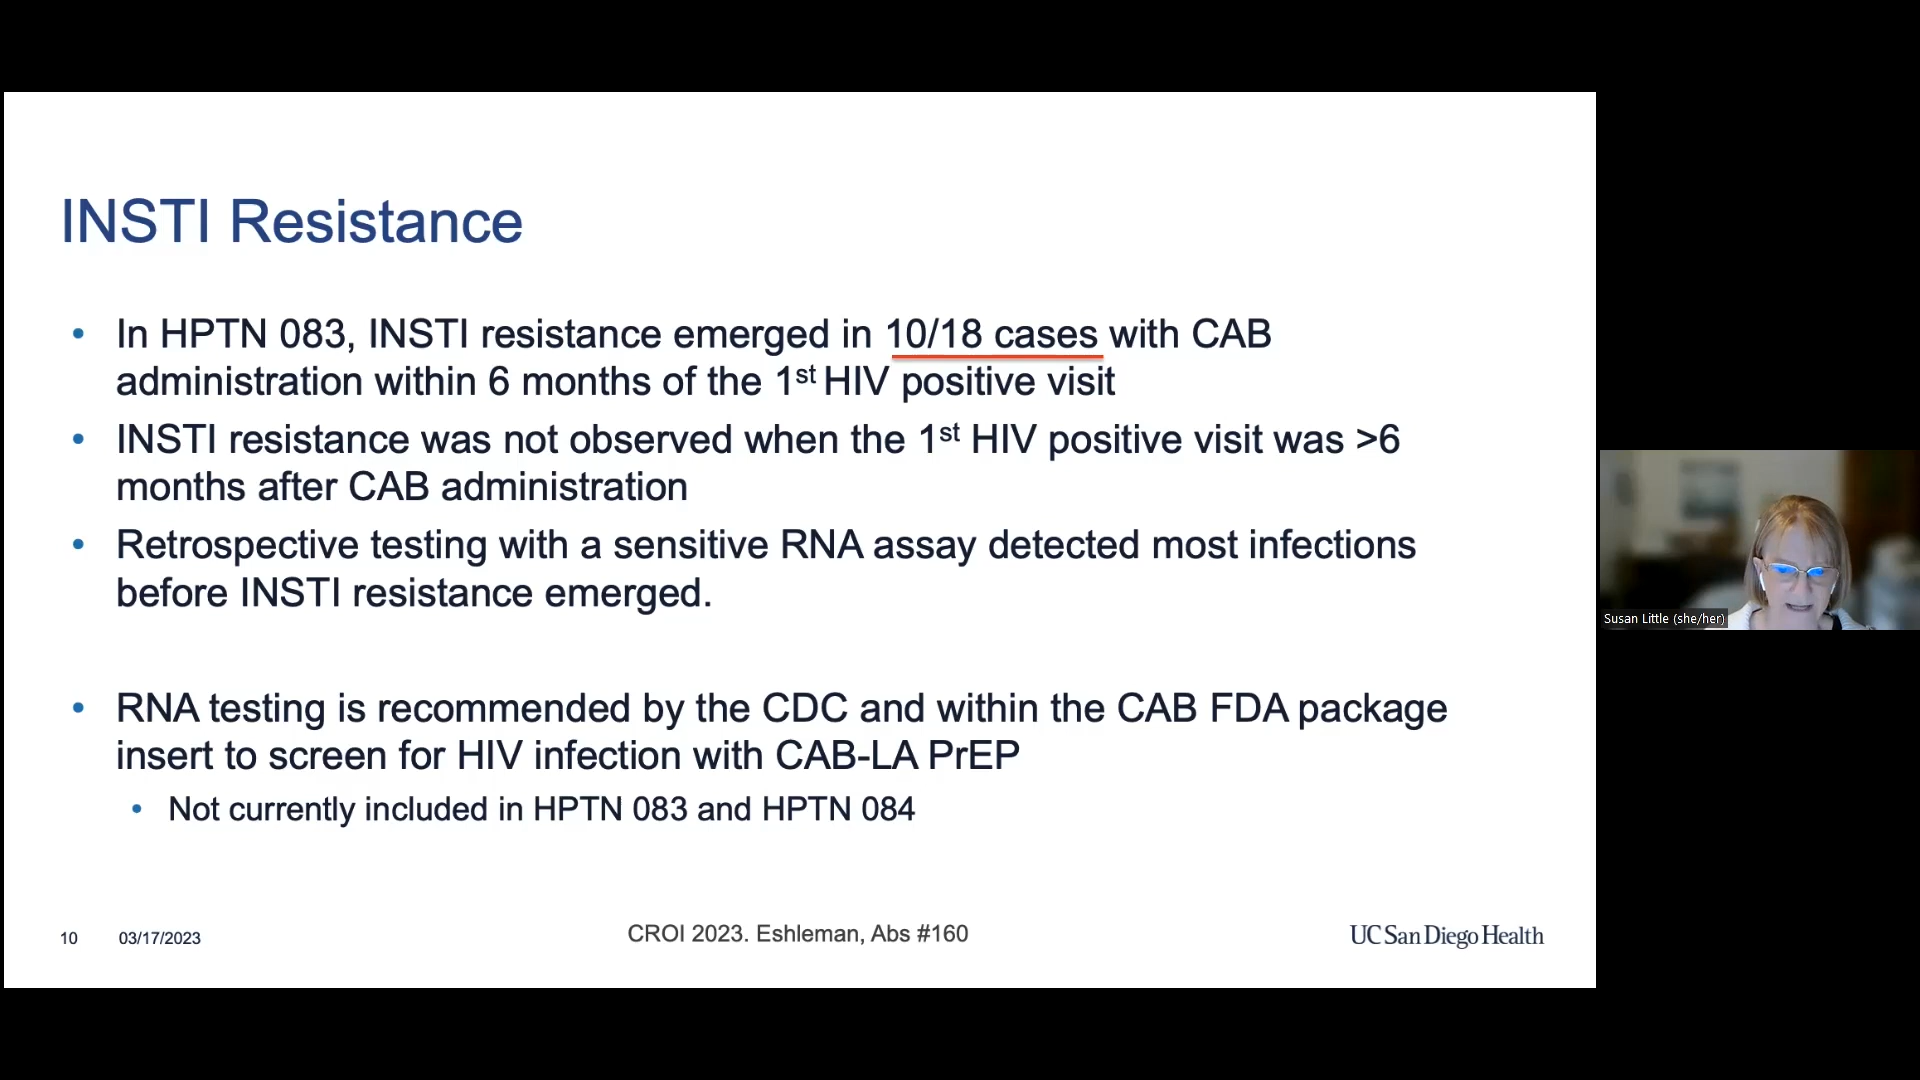 INSTI Resistance
• In HPTN 083, INSTI resistance emerged in 10/18 cases with CAB
administration within 6 months of the 1st HIV positive visit
• INSTI resistance was not observed when the 1st HIV positive visit was >6
months after CAB administration
• Retrospective testing with a sensitive RNA assay detected most infections
before INSTI resistance emerged.
• RNA testing is recommended by the CDC and within the CAB FDA package
insert to screen for HIV infection with CAB-LA PrEP
• Not currently included in HPTN 083 and HPTN 084
10 03/17/2023
CROI 2023. Eshleman, Abs #160
UC San Diego Health
Susan Little (she/her)